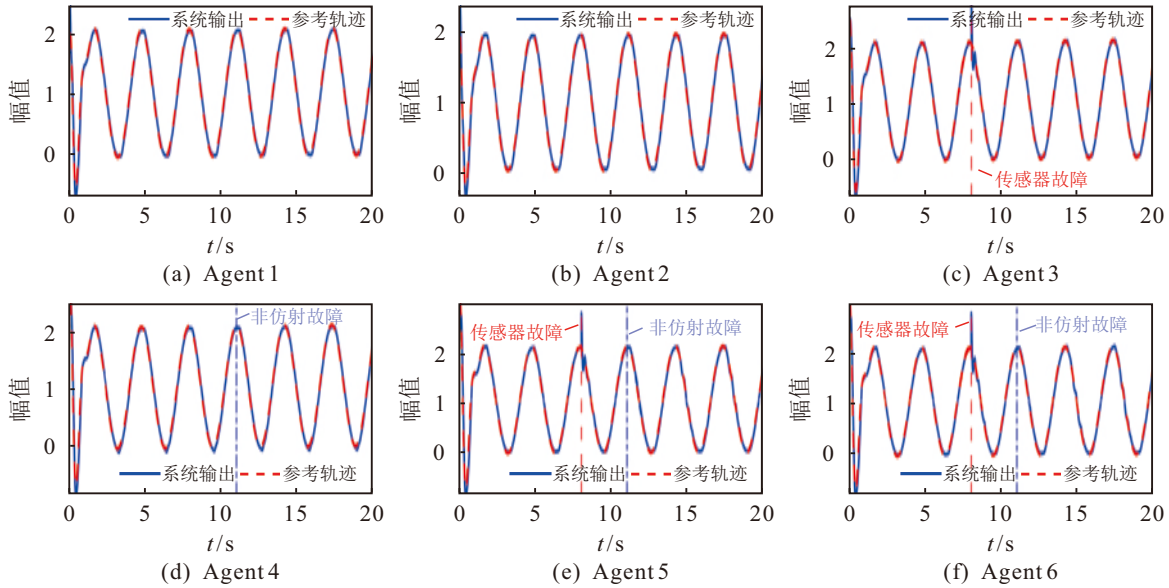 系统输出 参考轨迹
幅值
2
1
0
0 5 10 15 20
t/s
(a) Agent 1
系统输出 参考轨迹
幅值
2
1
0
0 5 10 15 20
t/s
(b) Agent 2
系统输出 参考轨迹
幅值
2
1
0
传感器故障
0 5 10 15 20
t/s
(c) Agent 3
非仿射故障
幅值
2
1
0
系统输出 参考轨迹
0 5 10 15 20
t/s
(d) Agent 4
传感器故障
非仿射故障
幅值
2
1
0
系统输出 参考轨迹
0 5 10 15 20
t/s
(e) Agent 5
传感器故障
非仿射故障
幅值
2
1
0
系统输出 参考轨迹
0 5 10 15 20
t/s
(f) Agent 6